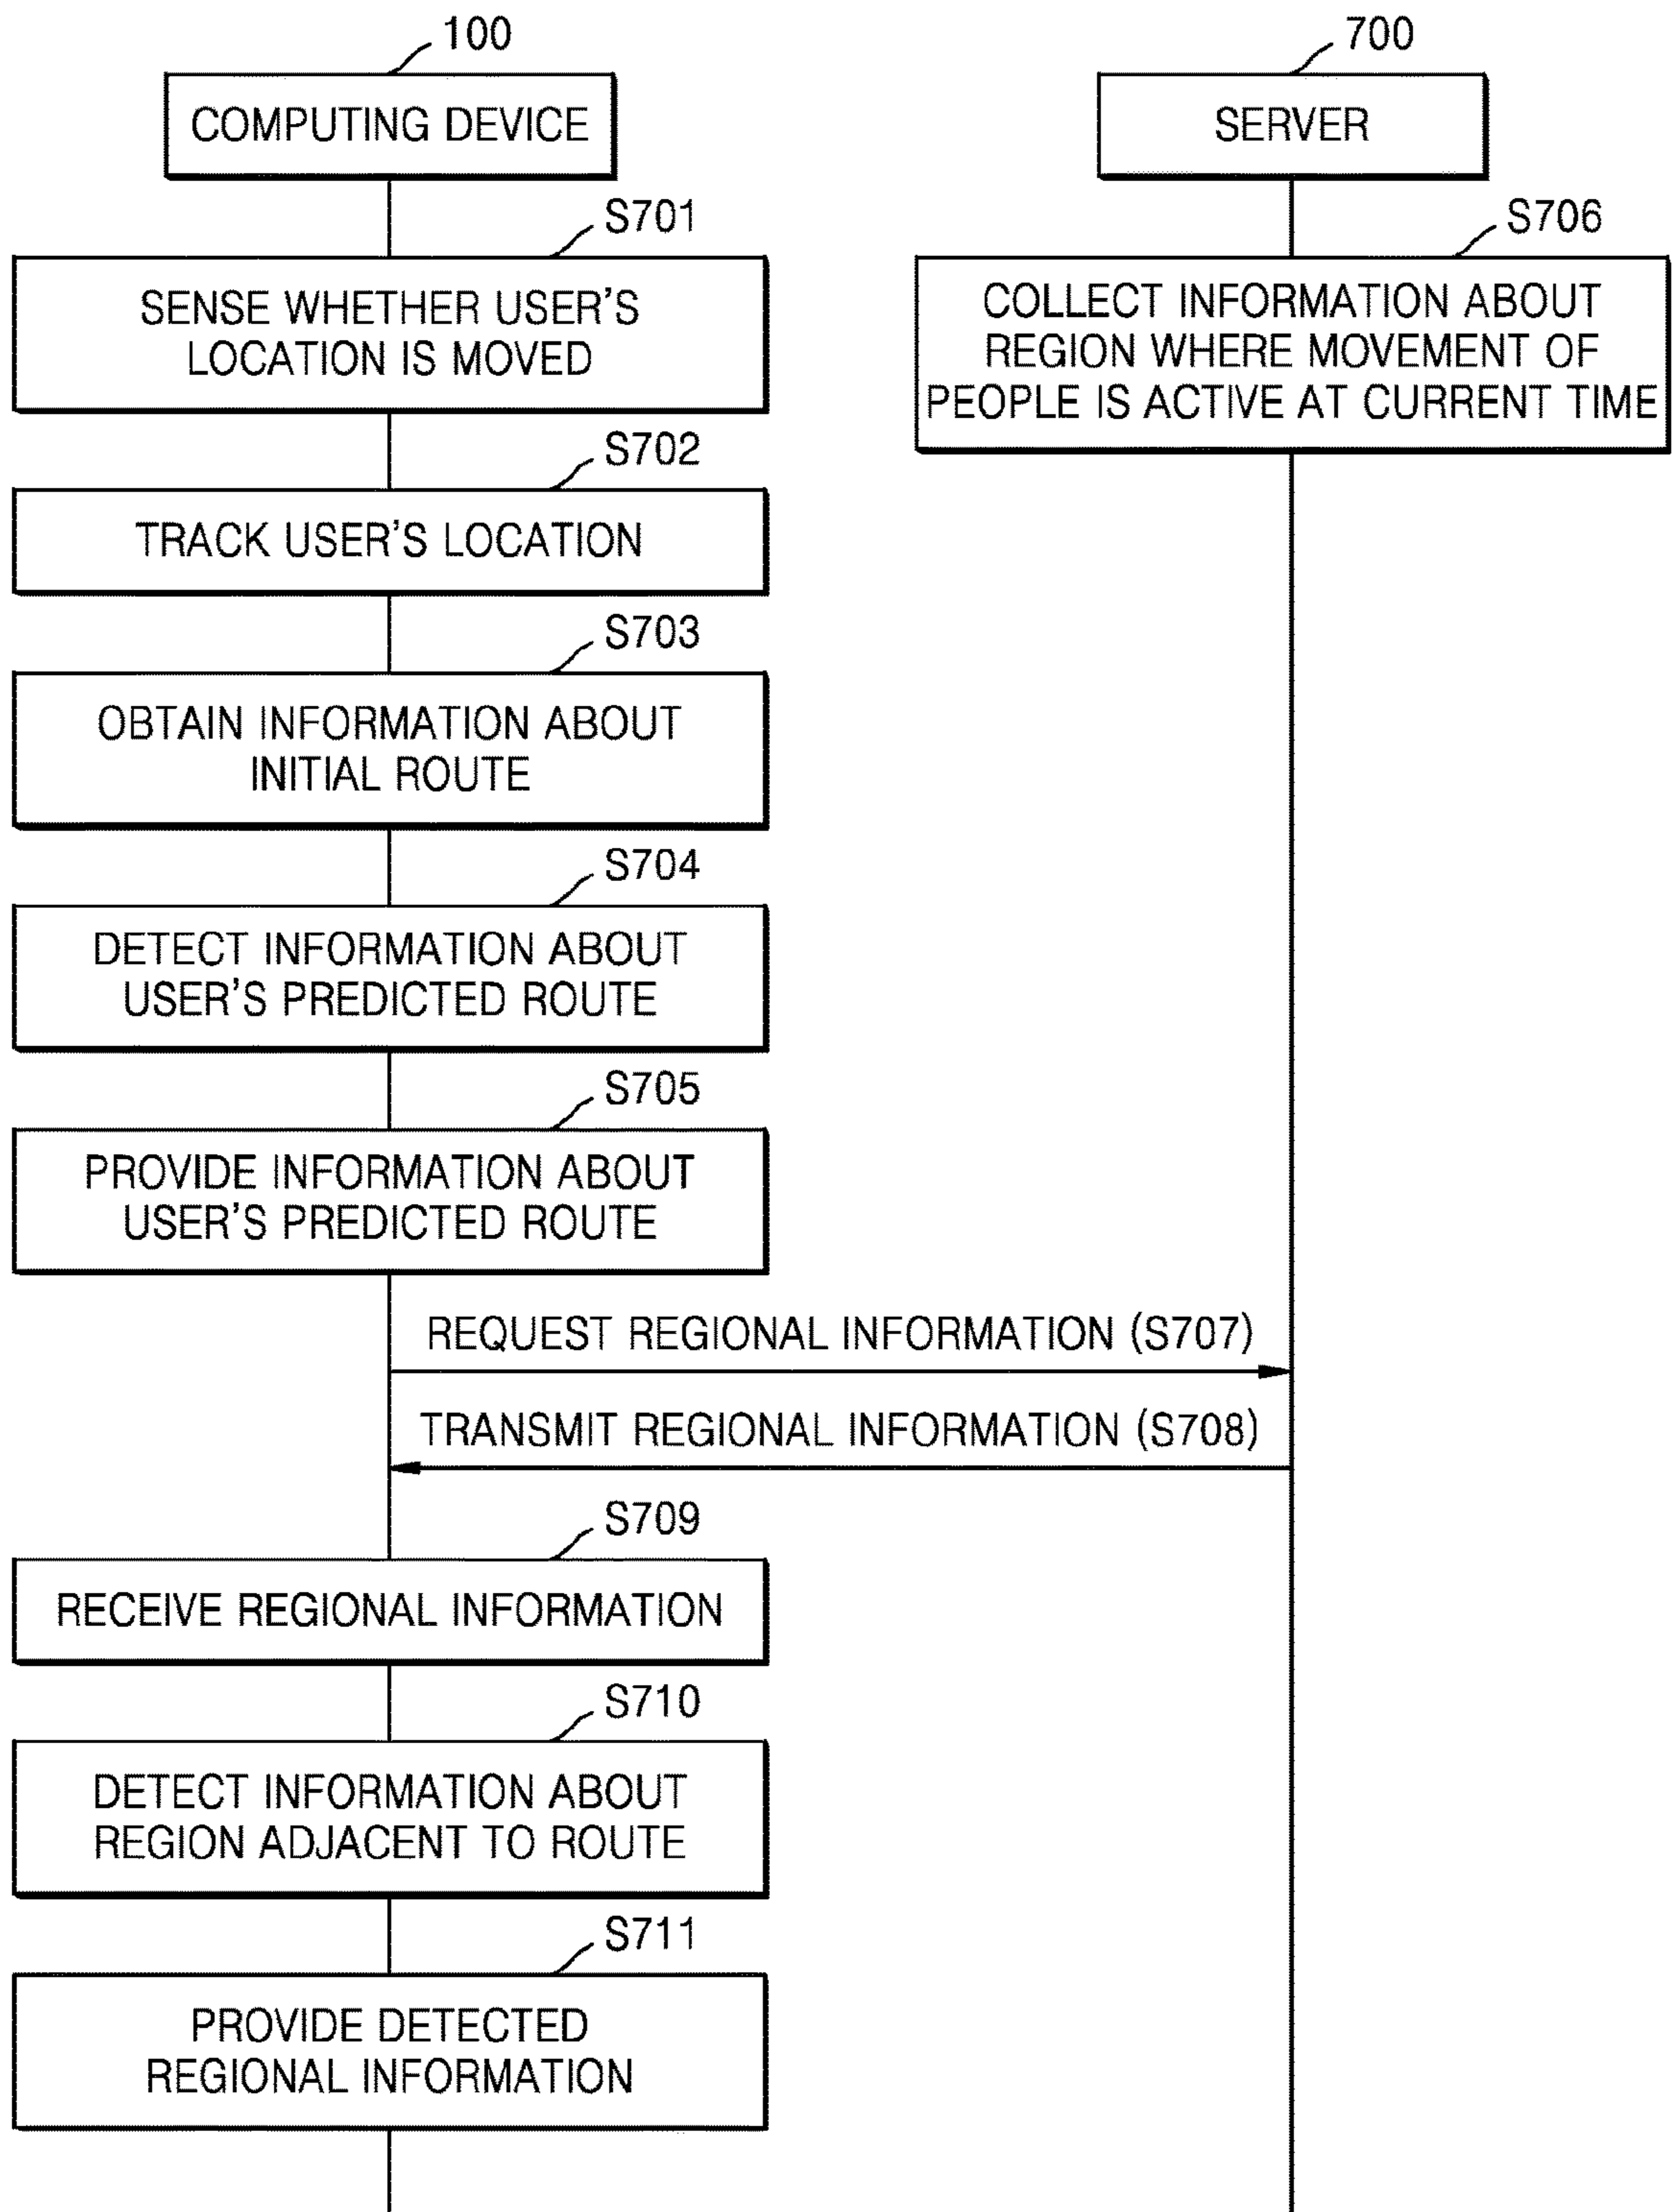 100
700
COMPUTING DEVICE
SERVER
S701
S706
SENSE WHETHER USER'S
LOCATION IS MOVED
COLLECT INFORMATION ABOUT
REGION WHERE MOVEMENT OF
PEOPLE IS ACTIVE AT CURRENT TIME
S702
TRACK USER'S LOCATION
S703
OBTAIN INFORMATION ABOUT
INITIAL ROUTE
S704
DETECT INFORMATION ABOUT
USER'S PREDICTED ROUTE
S705
PROVIDE INFORMATION ABOUT
USER'S PREDICTED ROUTE
REQUEST REGIONAL INFORMATION (S707)
TRANSMIT REGIONAL INFORMATION (S708)
S709
RECEIVE REGIONAL INFORMATION
S710
DETECT INFORMATION ABOUT
REGION ADJACENT TO ROUTE
S711
PROVIDE DETECTED
REGIONAL INFORMATION